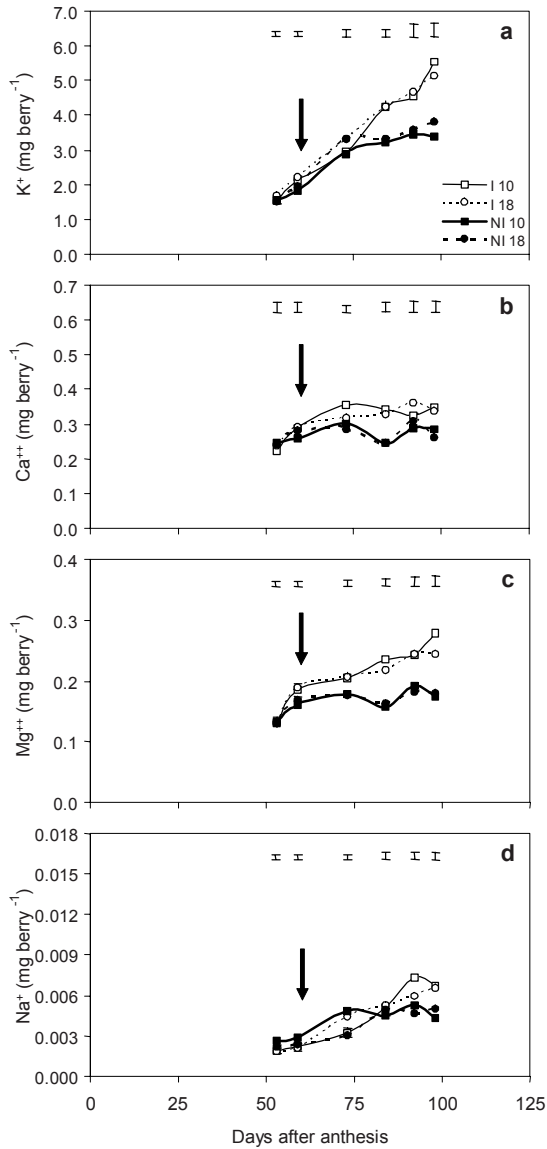 a
7.0
6.0
5.0
4.0
3.0
2.0
1.0
0.0
K⁺ (mg berry⁻¹)
I 10
I 18
NI 10
NI 18
b
0.7
0.6
0.5
0.4
0.3
0.2
0.1
0.0
Ca⁺⁺ (mg berry⁻¹)
c
0.4
0.3
0.2
0.1
0.0
Mg⁺⁺ (mg berry⁻¹)
d
0.018
0.015
0.012
0.009
0.006
0.003
0.000
Na⁺ (mg berry⁻¹)
0 25 50 75 100 125
Days after anthesis